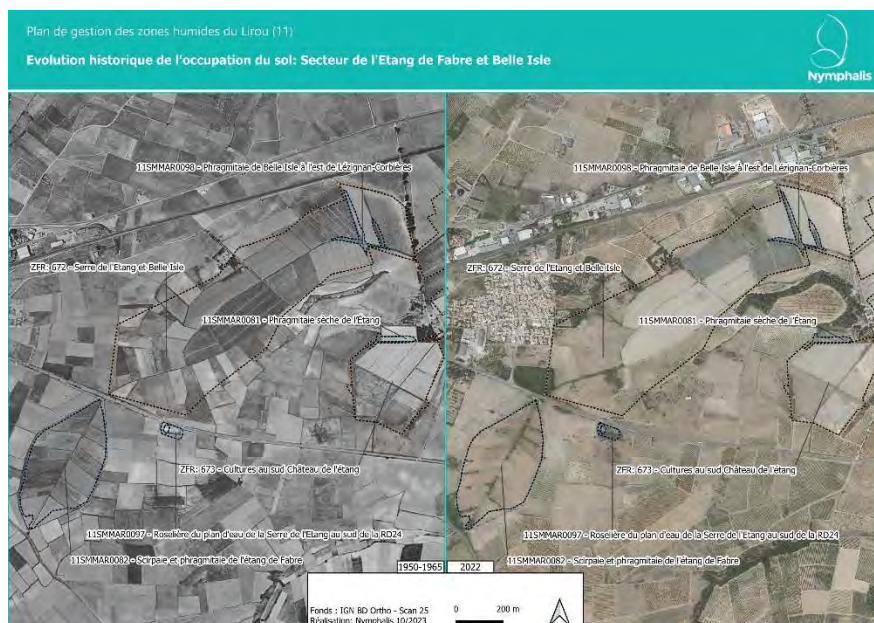 Plan de gestion des zones humides du Lirou (11)
Evolution historique de l'occupation du sol: Secteur de l'Etang de Fabre et Belle Isle
Nymphalis
11SMMAR0098 - Phragmitaie de Belle Isle à l'est de Lézignan-Corbières
ZFR: 672 - Serre de l'Etang et Belle Isle
11SMMAR0081 - Phragmitaie sèche de l'Étang
ZFR: 673 - Cultures au sud Château de l'étang
11SMMAR0097 - Roselière du plan d'eau de la Serre de l'Etang au sud de la RD24
11SMMAR0082 - Scirpaie et phragmitaie de l'étang de Fabre
1950-1965
11SMMAR0098 - Phragmitaie de Belle Isle à l'est de Lézignan-Corbières
ZFR: 672 - Serre de l'Etang et Belle Isle
11SMMAR0081 - Phragmitaie sèche de l'Étang
ZFR: 673 - Cultures au sud Château de l'étang
11SMMAR0097 - Roselière du plan d'eau de la Serre de l'Etang au sud de la RD24
11SMMAR0082 - Scirpaie et phragmitaie de l'étang de Fabre
2022
Fonds : IGN BD Ortho - Scan 25
Réalisation: Nymphalis 10/2023
0 200 m